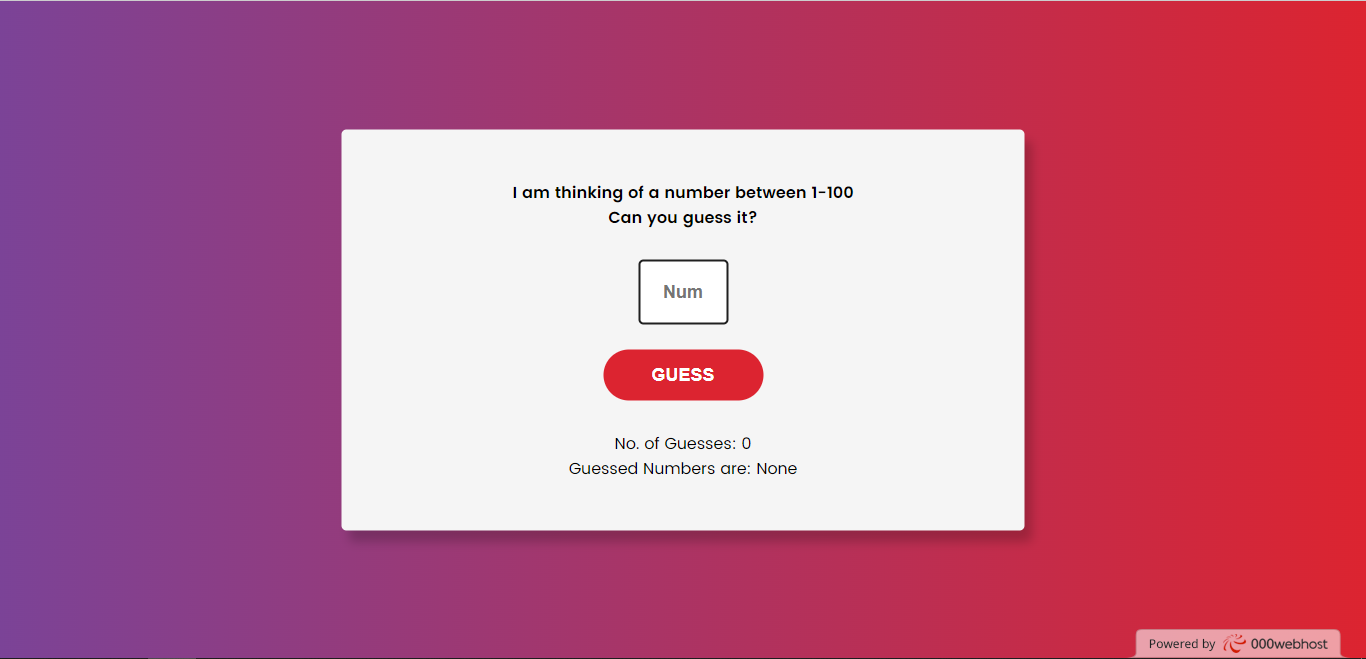 I am thinking of a number between 1-100
Can you guess it?
Num
GUESS
No. of Guesses: 0
Guessed Numbers are: None
Powered by 000webhost